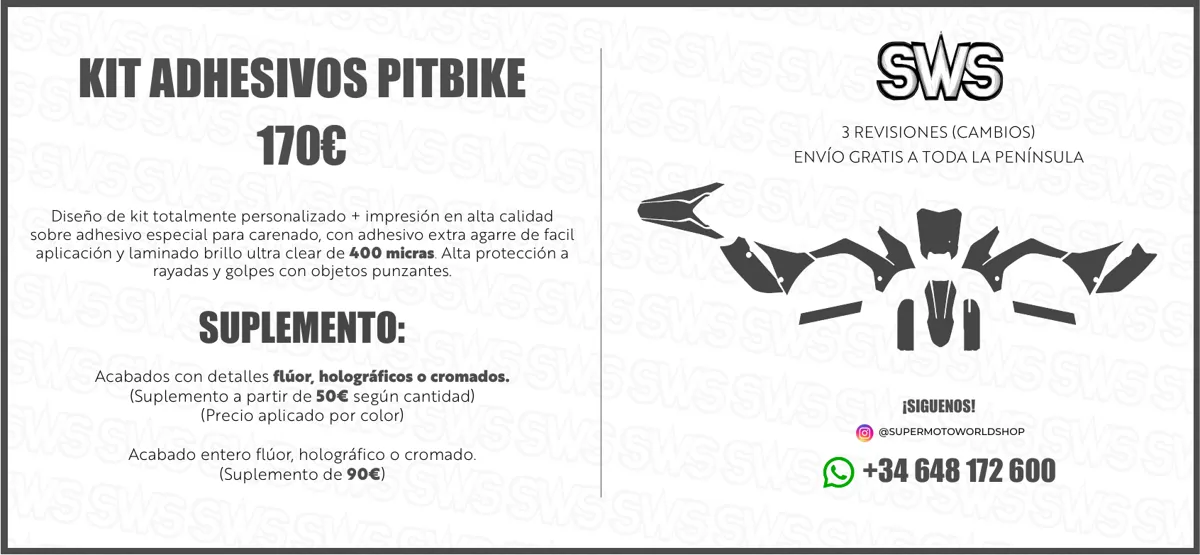 KIT ADHESIVOS PITBIKE
170€
Diseño de kit totalmente personalizado + impresión en alta calidad
sobre adhesivo especial para carenado, con adhesivo extra agarre de facil
aplicación y laminado brillo ultra clear de 400 micras. Alta protección a
rayadas y golpes con objetos punzantes.
SUPLEMENTO:
Acabados con detalles flúor, holográficos o cromados.
(Suplemento a partir de 50€ según cantidad)
(Precio aplicado por color)
Acabado entero flúor, holográfico o cromado.
(Suplemento de 90€)
SWS
3 REVISIONES (CAMBIOS)
ENVÍO GRATIS A TODA LA PENÍNSULA
¡SIGUENOS!
@SUPERMOTOWORLDSHOP
+34 648 172 600